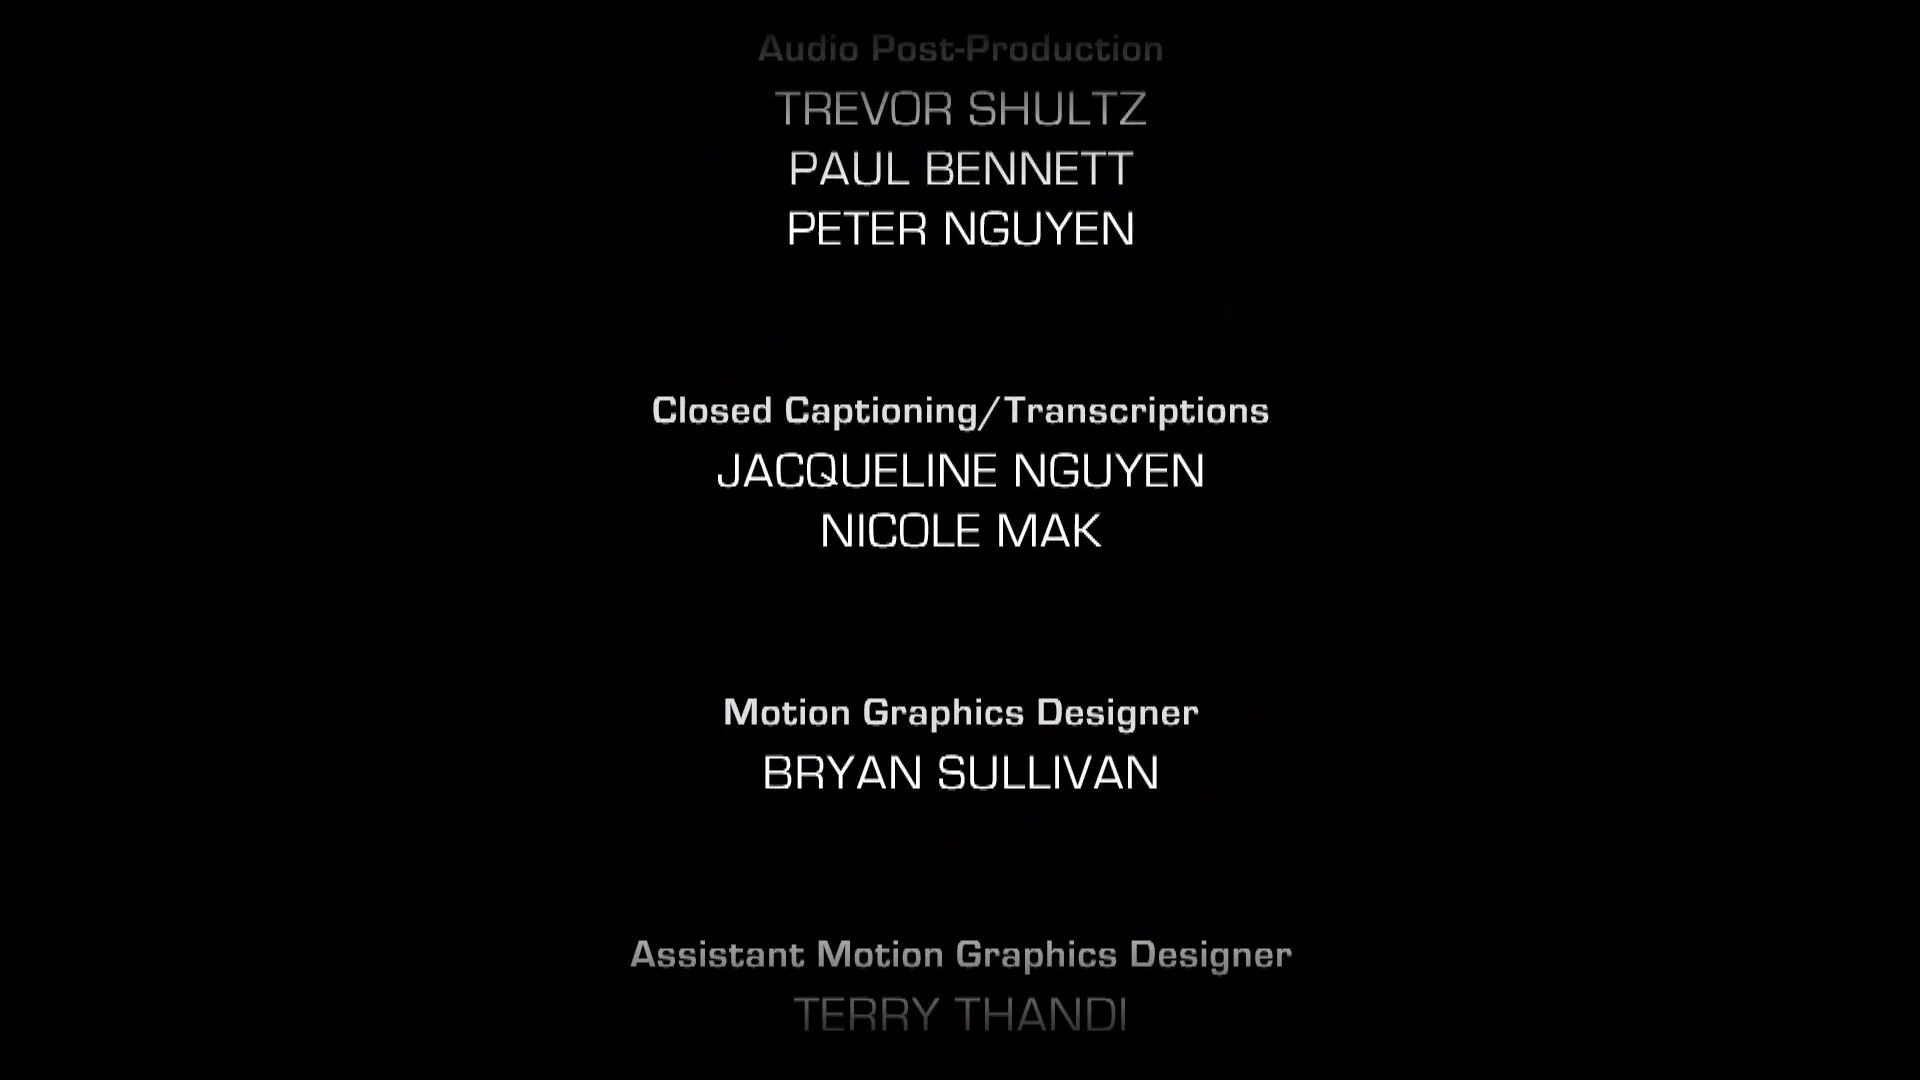 Audio Post-Production
TREVOR SHULTZ
PAUL BENNETT
PETER NGUYEN
Closed Captioning/Transcriptions
JACQUELINE NGUYEN
NICOLE MAK
Motion Graphics Designer
BRYAN SULLIVAN
Assistant Motion Graphics Designer
TERRY THANDI